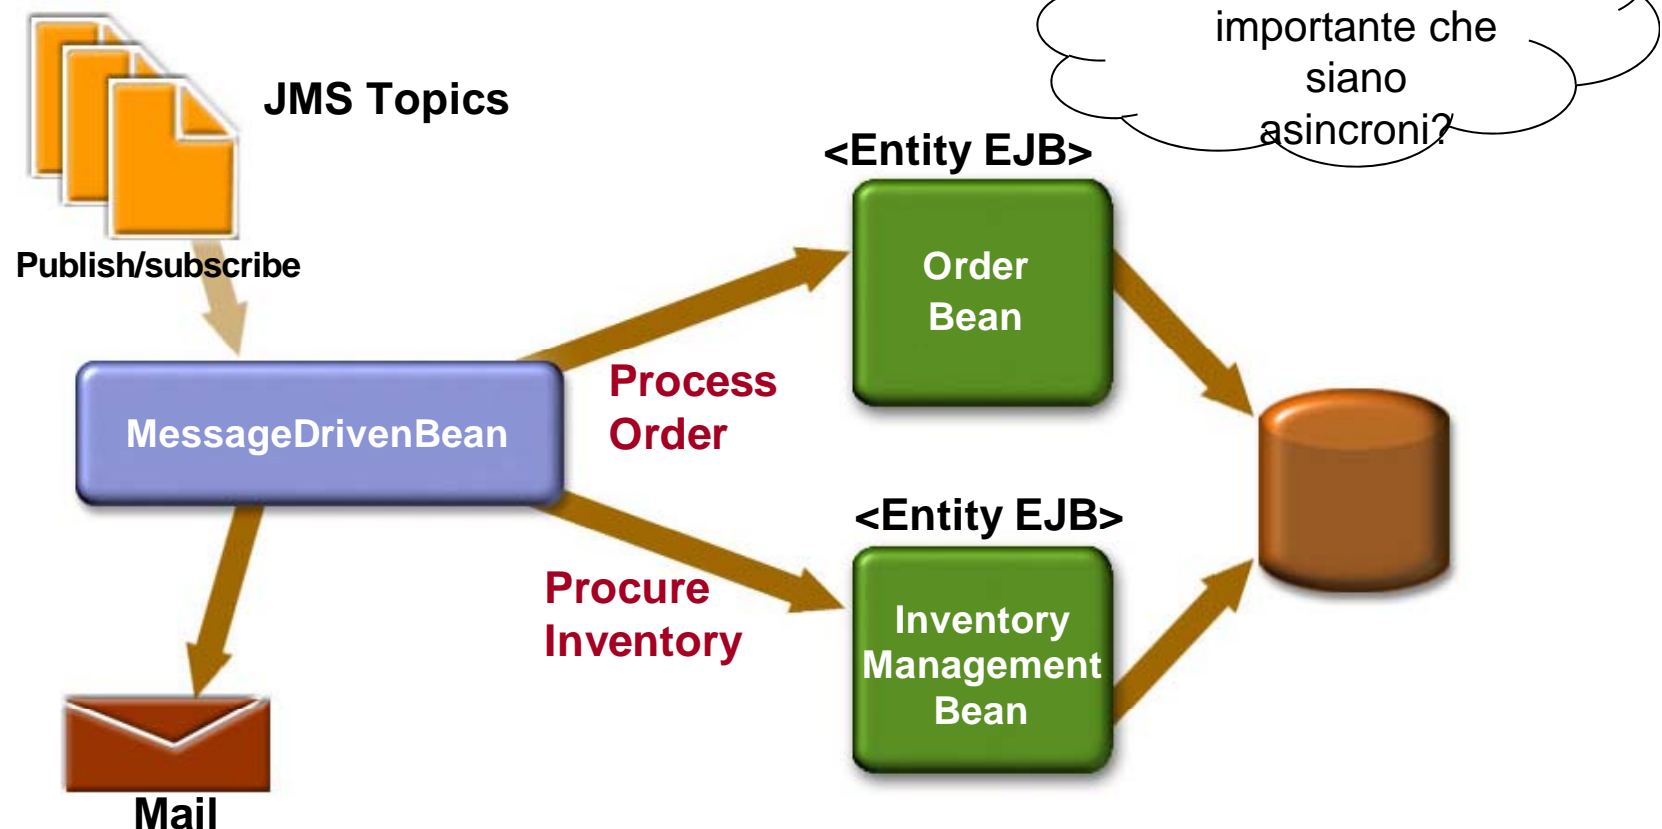 importante che
siano
asincroni?
JMS Topics
Publish/subscribe
<Entity EJB>
Order
Bean
Process
Order
MessageDrivenBean
<Entity EJB>
Procure
Inventory
Inventory
Management
Bean
Mail